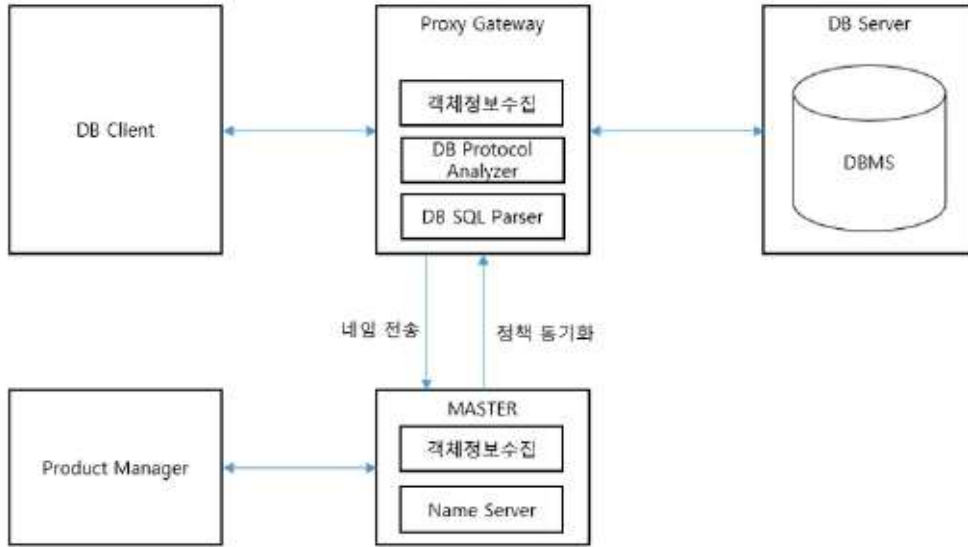 Proxy Gateway
DB Server
객체정보수집
DB Client
DB Protocol
Analyzer
DBMS
DB SQL Parser
네임 전송
정책 동기화
MASTER
객체정보수집
Product Manager
Name Server